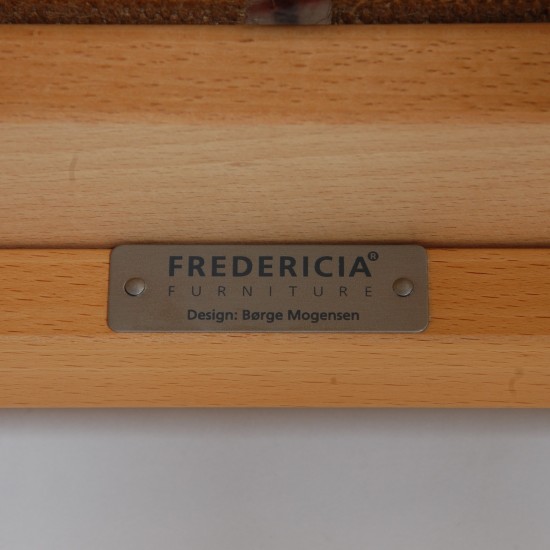 FREDERICIA®
FURNITURE
Design: Børge Mogensen